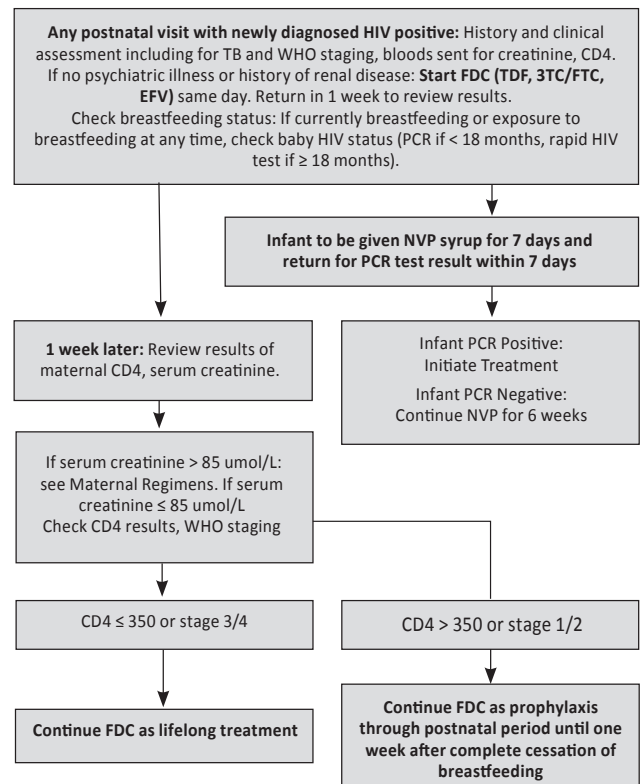 Any postnatal visit with newly diagnosed HIV positive: History and clinical
assessment including for TB and WHO staging, bloods sent for creatinine, CD4.
If no psychiatric illness or history of renal disease: Start FDC (TDF, 3TC/FTC,
EFV) same day. Return in 1 week to review results.
Check breastfeeding status: If currently breastfeeding or exposure to
breastfeeding at any time, check baby HIV status (PCR if < 18 months, rapid HIV
test if ≥ 18 months).
Infant to be given NVP syrup for 7 days and
return for PCR test result within 7 days
1 week later: Review results of
maternal CD4, serum creatinine.
Infant PCR Positive:
Initiate Treatment
Infant PCR Negative:
Continue NVP for 6 weeks
If serum creatinine > 85 umol/L:
see Maternal Regimens. If serum
creatinine ≤ 85 umol/L
Check CD4 results, WHO staging
CD4 ≤ 350 or stage 3/4
CD4 > 350 or stage 1/2
Continue FDC as lifelong treatment
Continue FDC as prophylaxis
through postnatal period until one
week after complete cessation of
breastfeeding